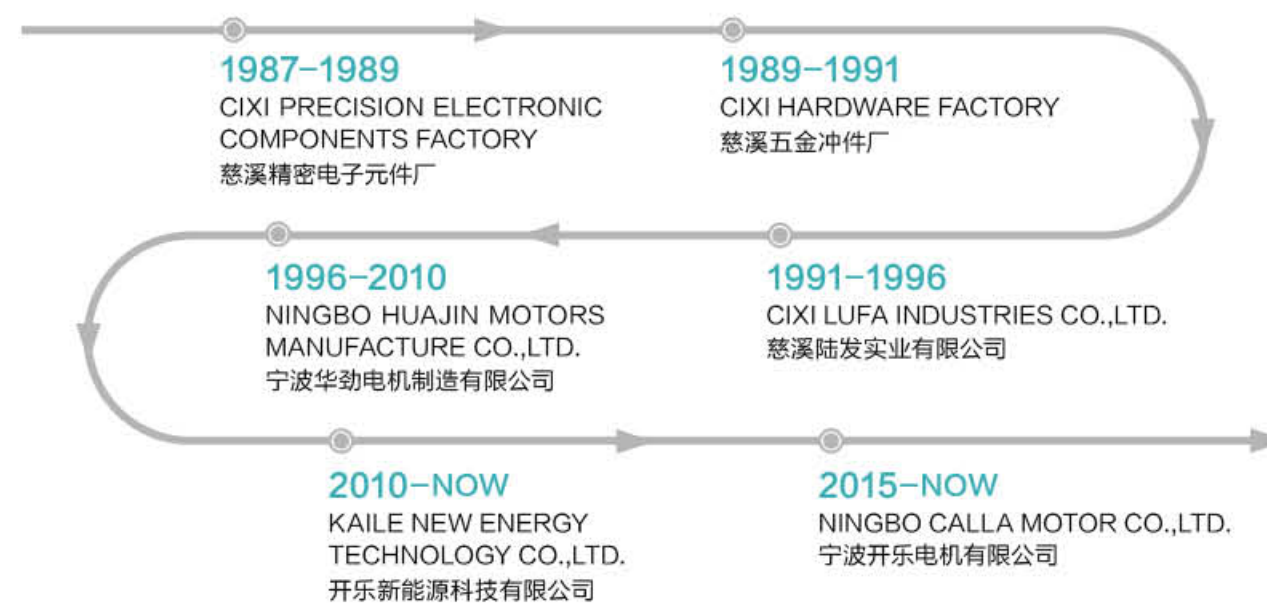 1987–1989
CIXI PRECISION ELECTRONIC
COMPONENTS FACTORY
慈溪精密电子元件厂
1989–1991
CIXI HARDWARE FACTORY
慈溪五金冲件厂
1991–1996
CIXI LUFA INDUSTRIES CO.,LTD.
慈溪陆发实业有限公司
1996–2010
NINGBO HUAJIN MOTORS
MANUFACTURE CO.,LTD.
宁波华劲电机制造有限公司
2010–NOW
KAILE NEW ENERGY
TECHNOLOGY CO.,LTD.
开乐新能源科技有限公司
2015–NOW
NINGBO CALLA MOTOR CO.,LTD.
宁波开乐电机有限公司